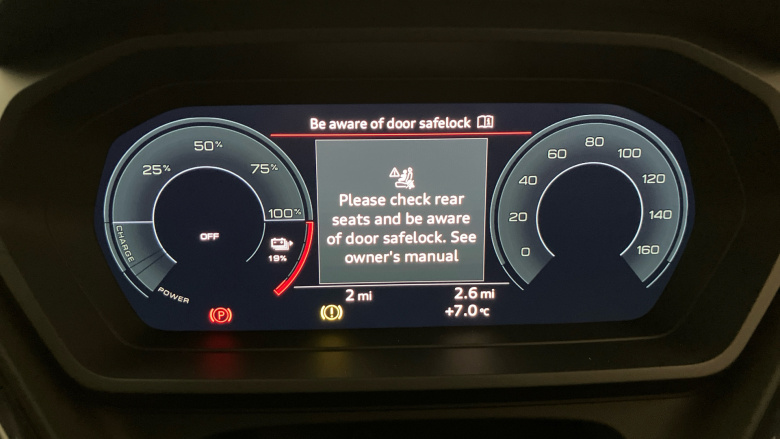 Be aware of door safelock
25%
50%
75%
100%
OFF
19%
CHARGE
POWER
Please check rear
seats and be aware
of door safelock. See
owner's manual
0
20
40
60
80
100
120
140
160
2 mi
2.6 mi
+7.0 °C
P